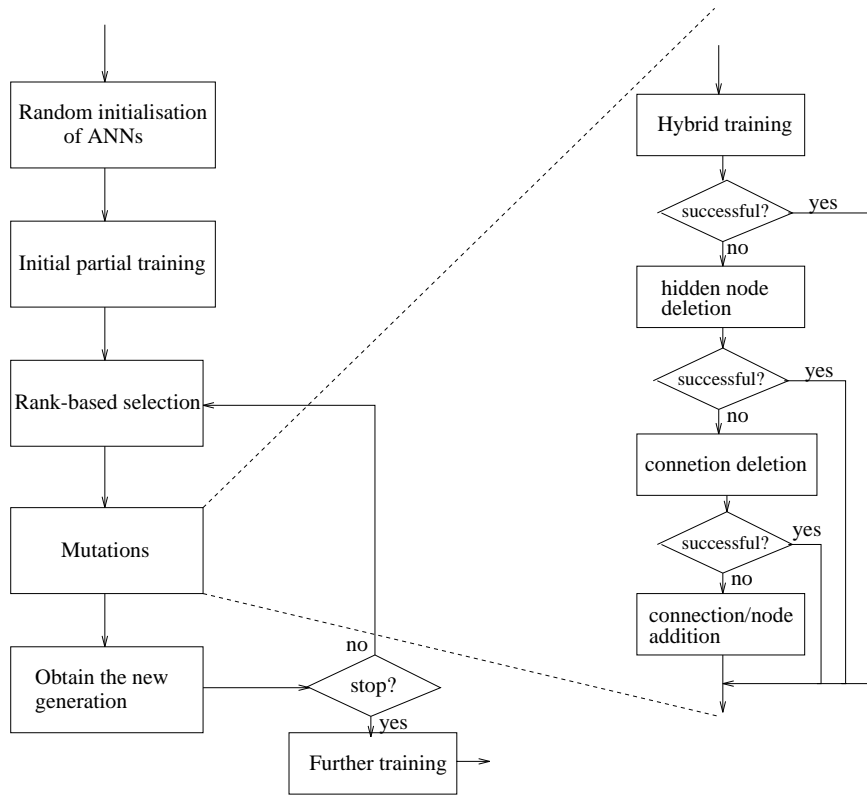 Random initialisation
of ANNs
Initial partial training
Rank-based selection
Mutations
Obtain the new
generation
no
stop?
yes
Further training
Hybrid training
successful?
yes
no
hidden node
deletion
successful?
yes
no
connetion deletion
successful?
yes
no
connection/node
addition